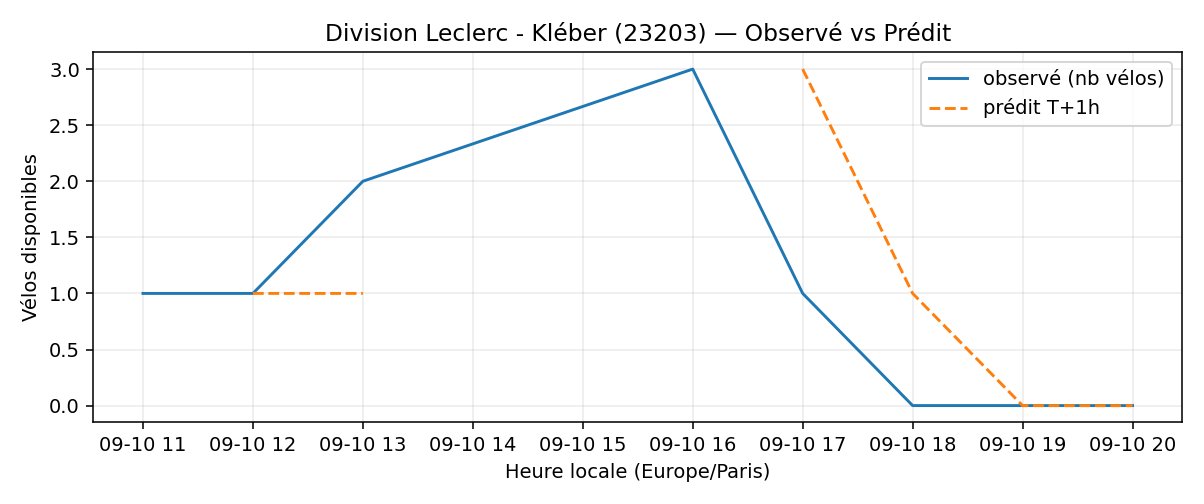 Division Leclerc - Kléber (23203) — Observé vs Prédit
Vélos disponibles
3.0
2.5
2.0
1.5
1.0
0.5
0.0
observé (nb vélos)
prédit T+1h
09-10 11 09-10 12 09-10 13 09-10 14 09-10 15 09-10 16 09-10 17 09-10 18 09-10 19 09-10 20
Heure locale (Europe/Paris)